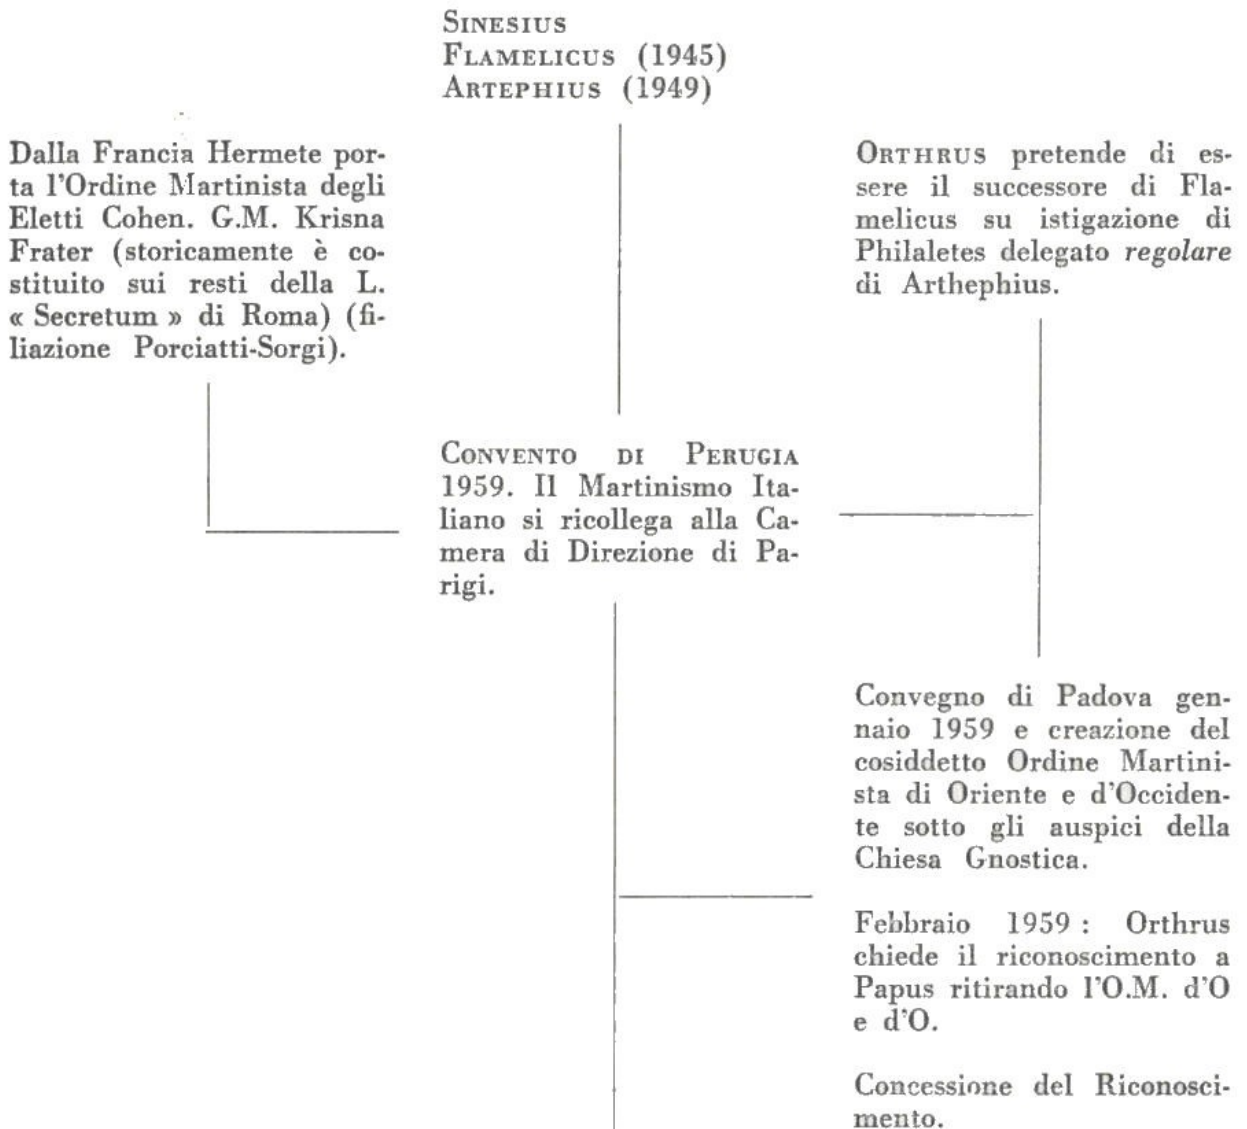 SINESIUS
FLAMELICUS (1945)
ARTEPHIUS (1949)
Dalla Francia Hermete por-
ta l'Ordine Martinista degli
Eletti Cohen. G.M. Krisna
Frater (storicamente è co-
stituito sui resti della L.
« Secretum » di Roma) (fi-
liazione Porciatti-Sorgi).
ORTHRUS pretende di es-
sere il successore di Fla-
melicus su istigazione di
Philaletes delegato regolare
di Arthephius.
CONVENTO DI PERUGIA
1959. Il Martinismo Ita-
liano si ricollega alla Ca-
mera di Direzione di Pa-
rigi.
Convegno di Padova gen-
naio 1959 e creazione del
cosiddetto Ordine Martini-
sta di Oriente e d'Occiden-
te sotto gli auspici della
Chiesa Gnostica.
Febbraio 1959 : Orthrus
chiede il riconoscimento a
Papus ritirando l'O.M. d'O
e d'O.
Concessione del Riconosci-
mento.